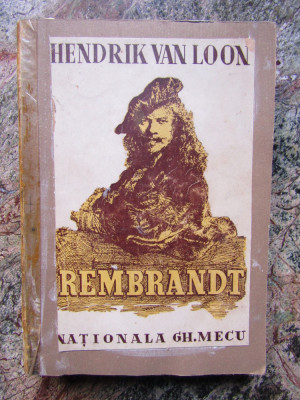 HENDRIK VAN LOON
REMBRANDT
NAȚIONALA GH.MECU